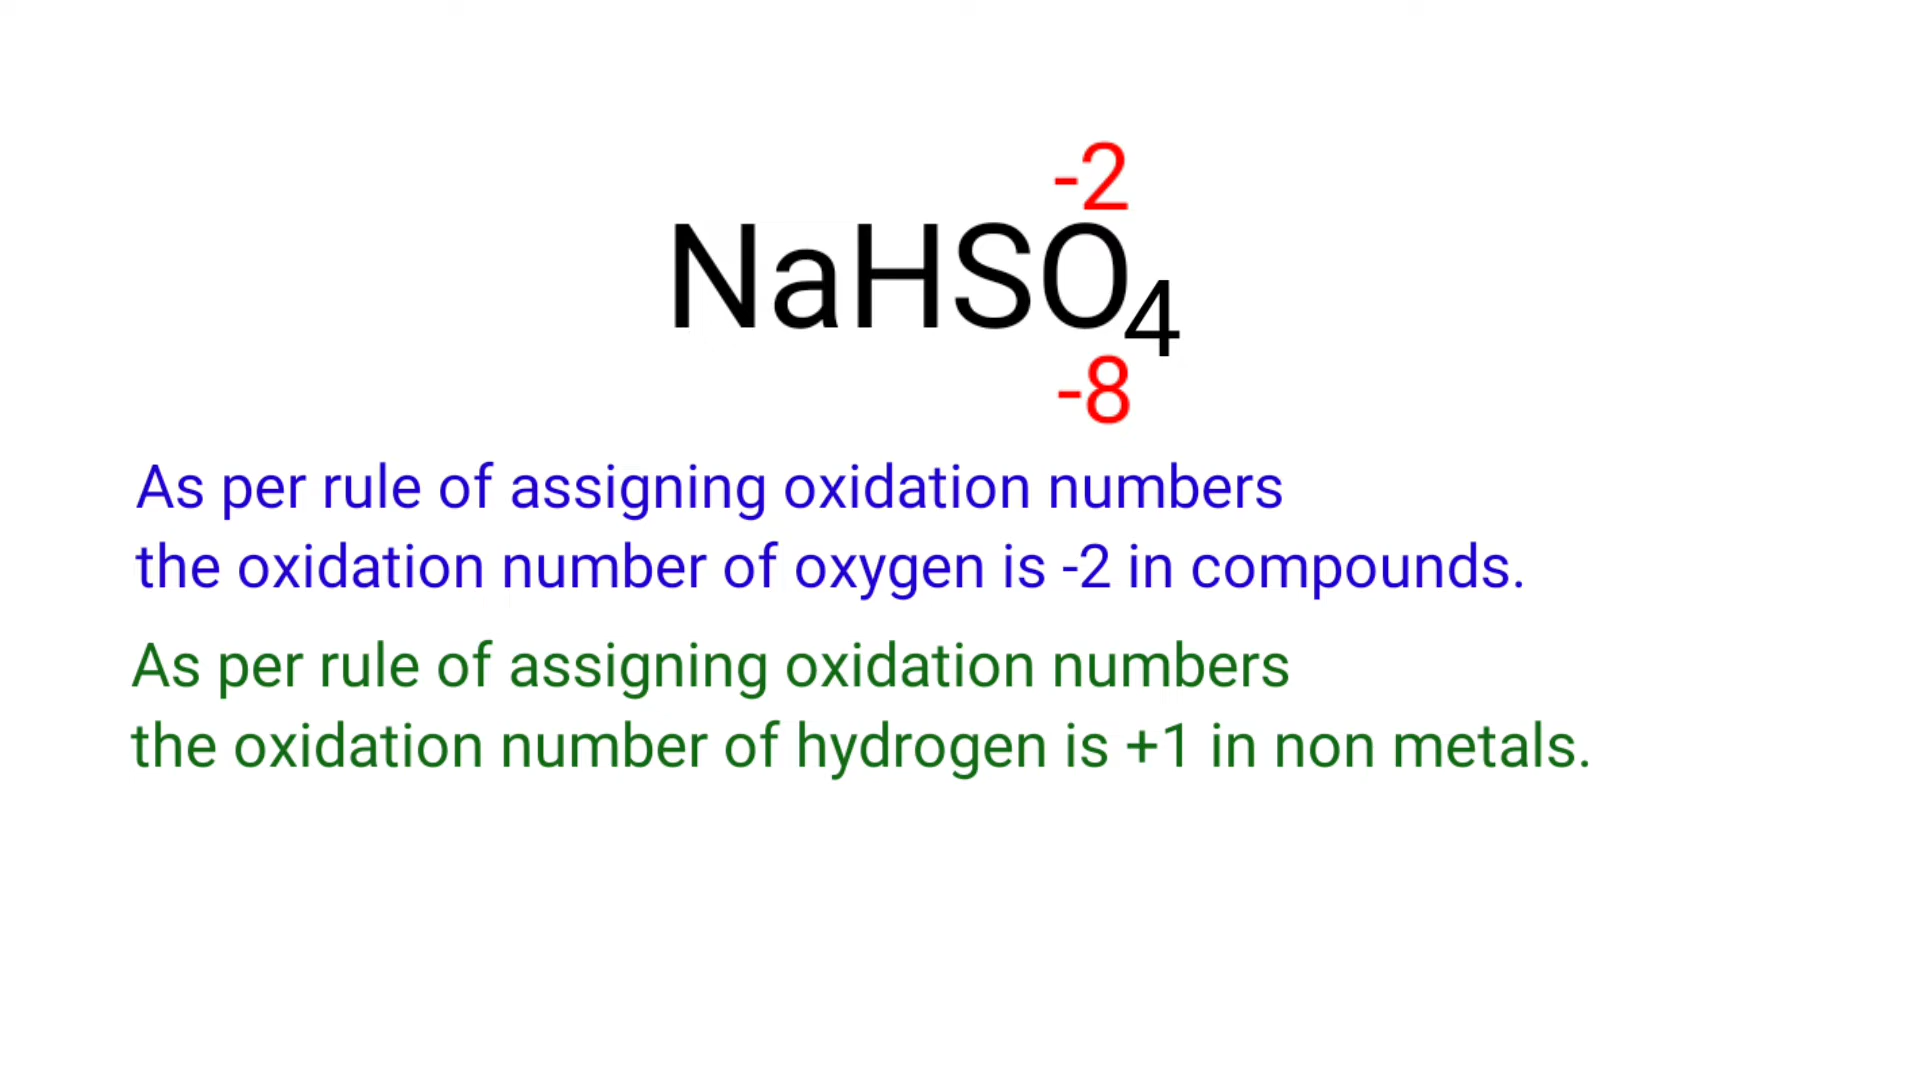 -2
NaHSO4
-8
As per rule of assigning oxidation numbers
the oxidation number of oxygen is -2 in compounds.
As per rule of assigning oxidation numbers
the oxidation number of hydrogen is +1 in non metals.